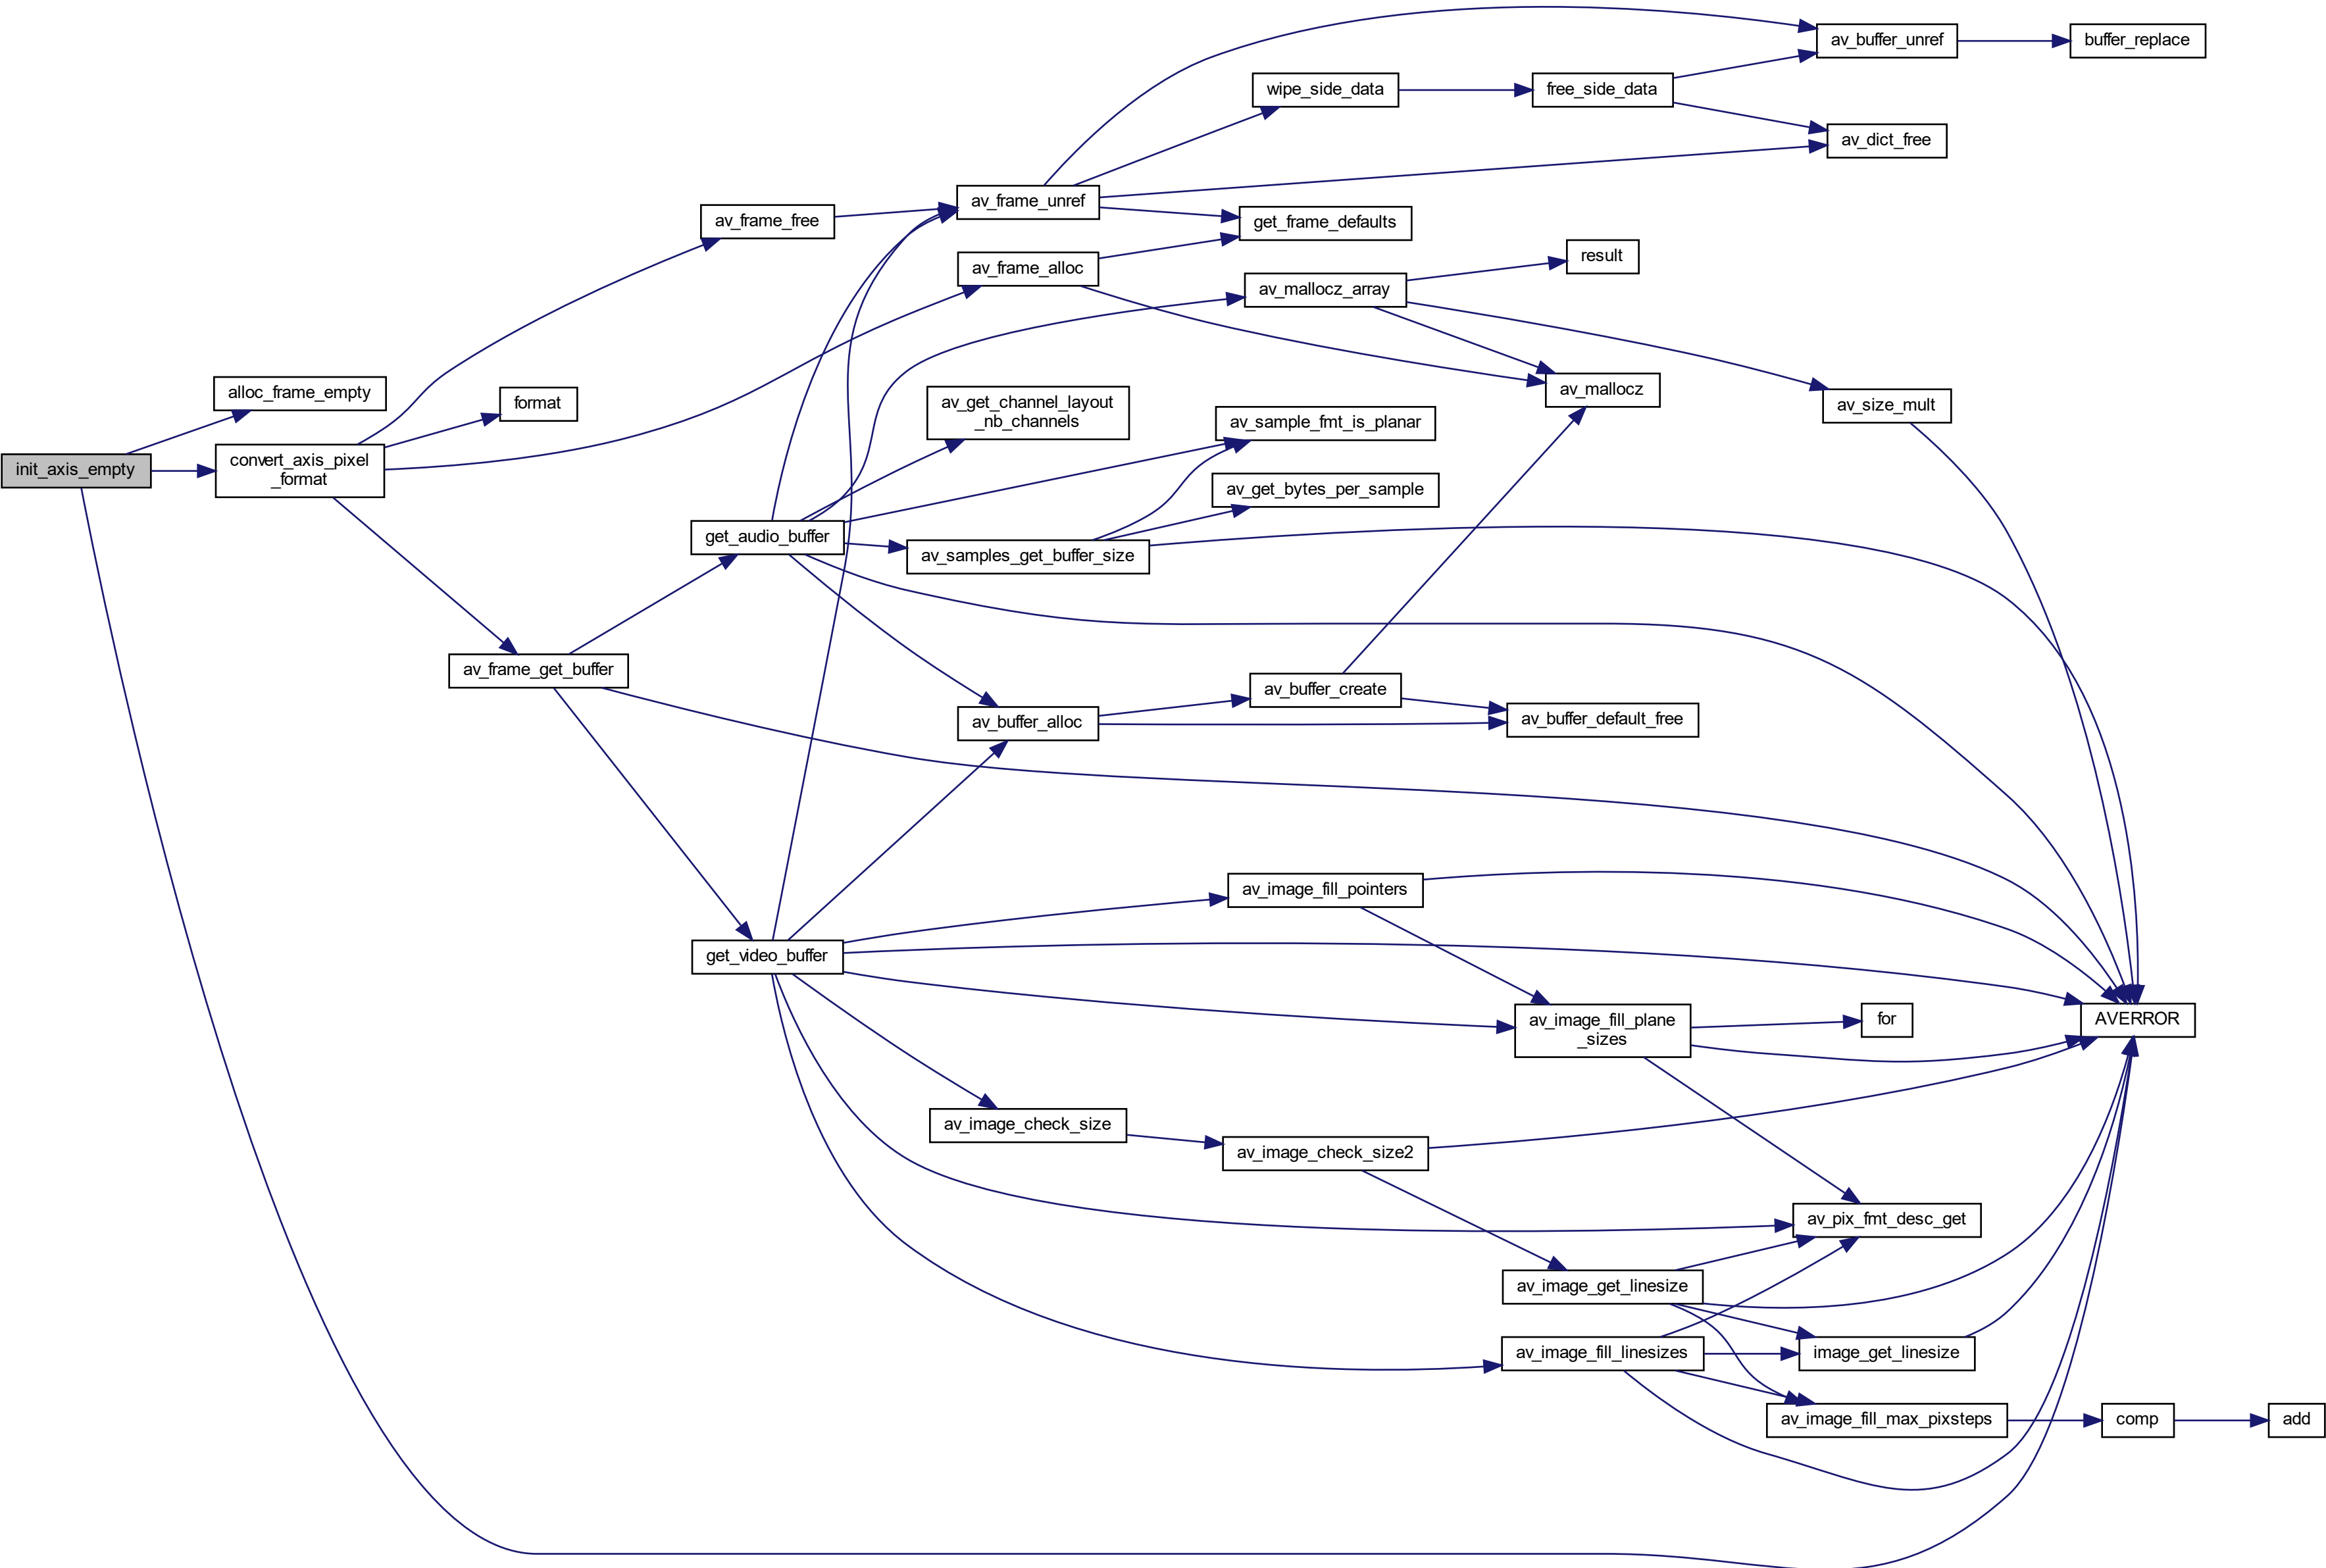 init_axis_empty
alloc_frame_empty
convert_axis_pixel
_format
format
av_frame_get_buffer
av_frame_free
get_audio_buffer
get_video_buffer
av_frame_unref
av_frame_alloc
av_get_channel_layout
_nb_channels
av_samples_get_buffer_size
av_buffer_alloc
av_image_check_size
wipe_side_data
get_frame_defaults
av_mallocz_array
av_sample_fmt_is_planar
av_get_bytes_per_sample
av_buffer_create
av_image_fill_pointers
av_image_check_size2
free_side_data
result
av_mallocz
av_buffer_default_free
av_image_fill_plane
_sizes
av_image_get_linesize
av_image_fill_linesizes
av_buffer_unref
av_dict_free
av_size_mult
for
av_pix_fmt_desc_get
image_get_linesize
av_image_fill_max_pixsteps
buffer_replace
AVERROR
comp
add